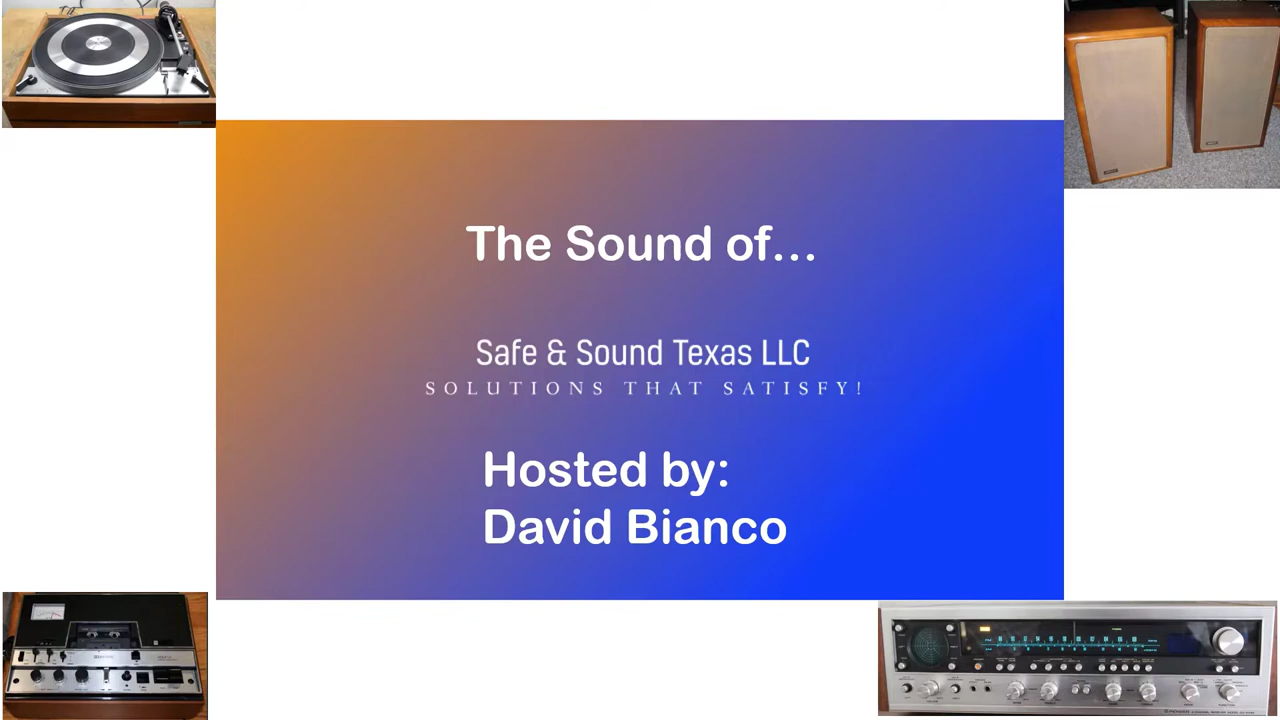 The Sound of...
Safe & Sound Texas LLC
SOLUTIONS THAT SATISFY!
Hosted by:
David Bianco